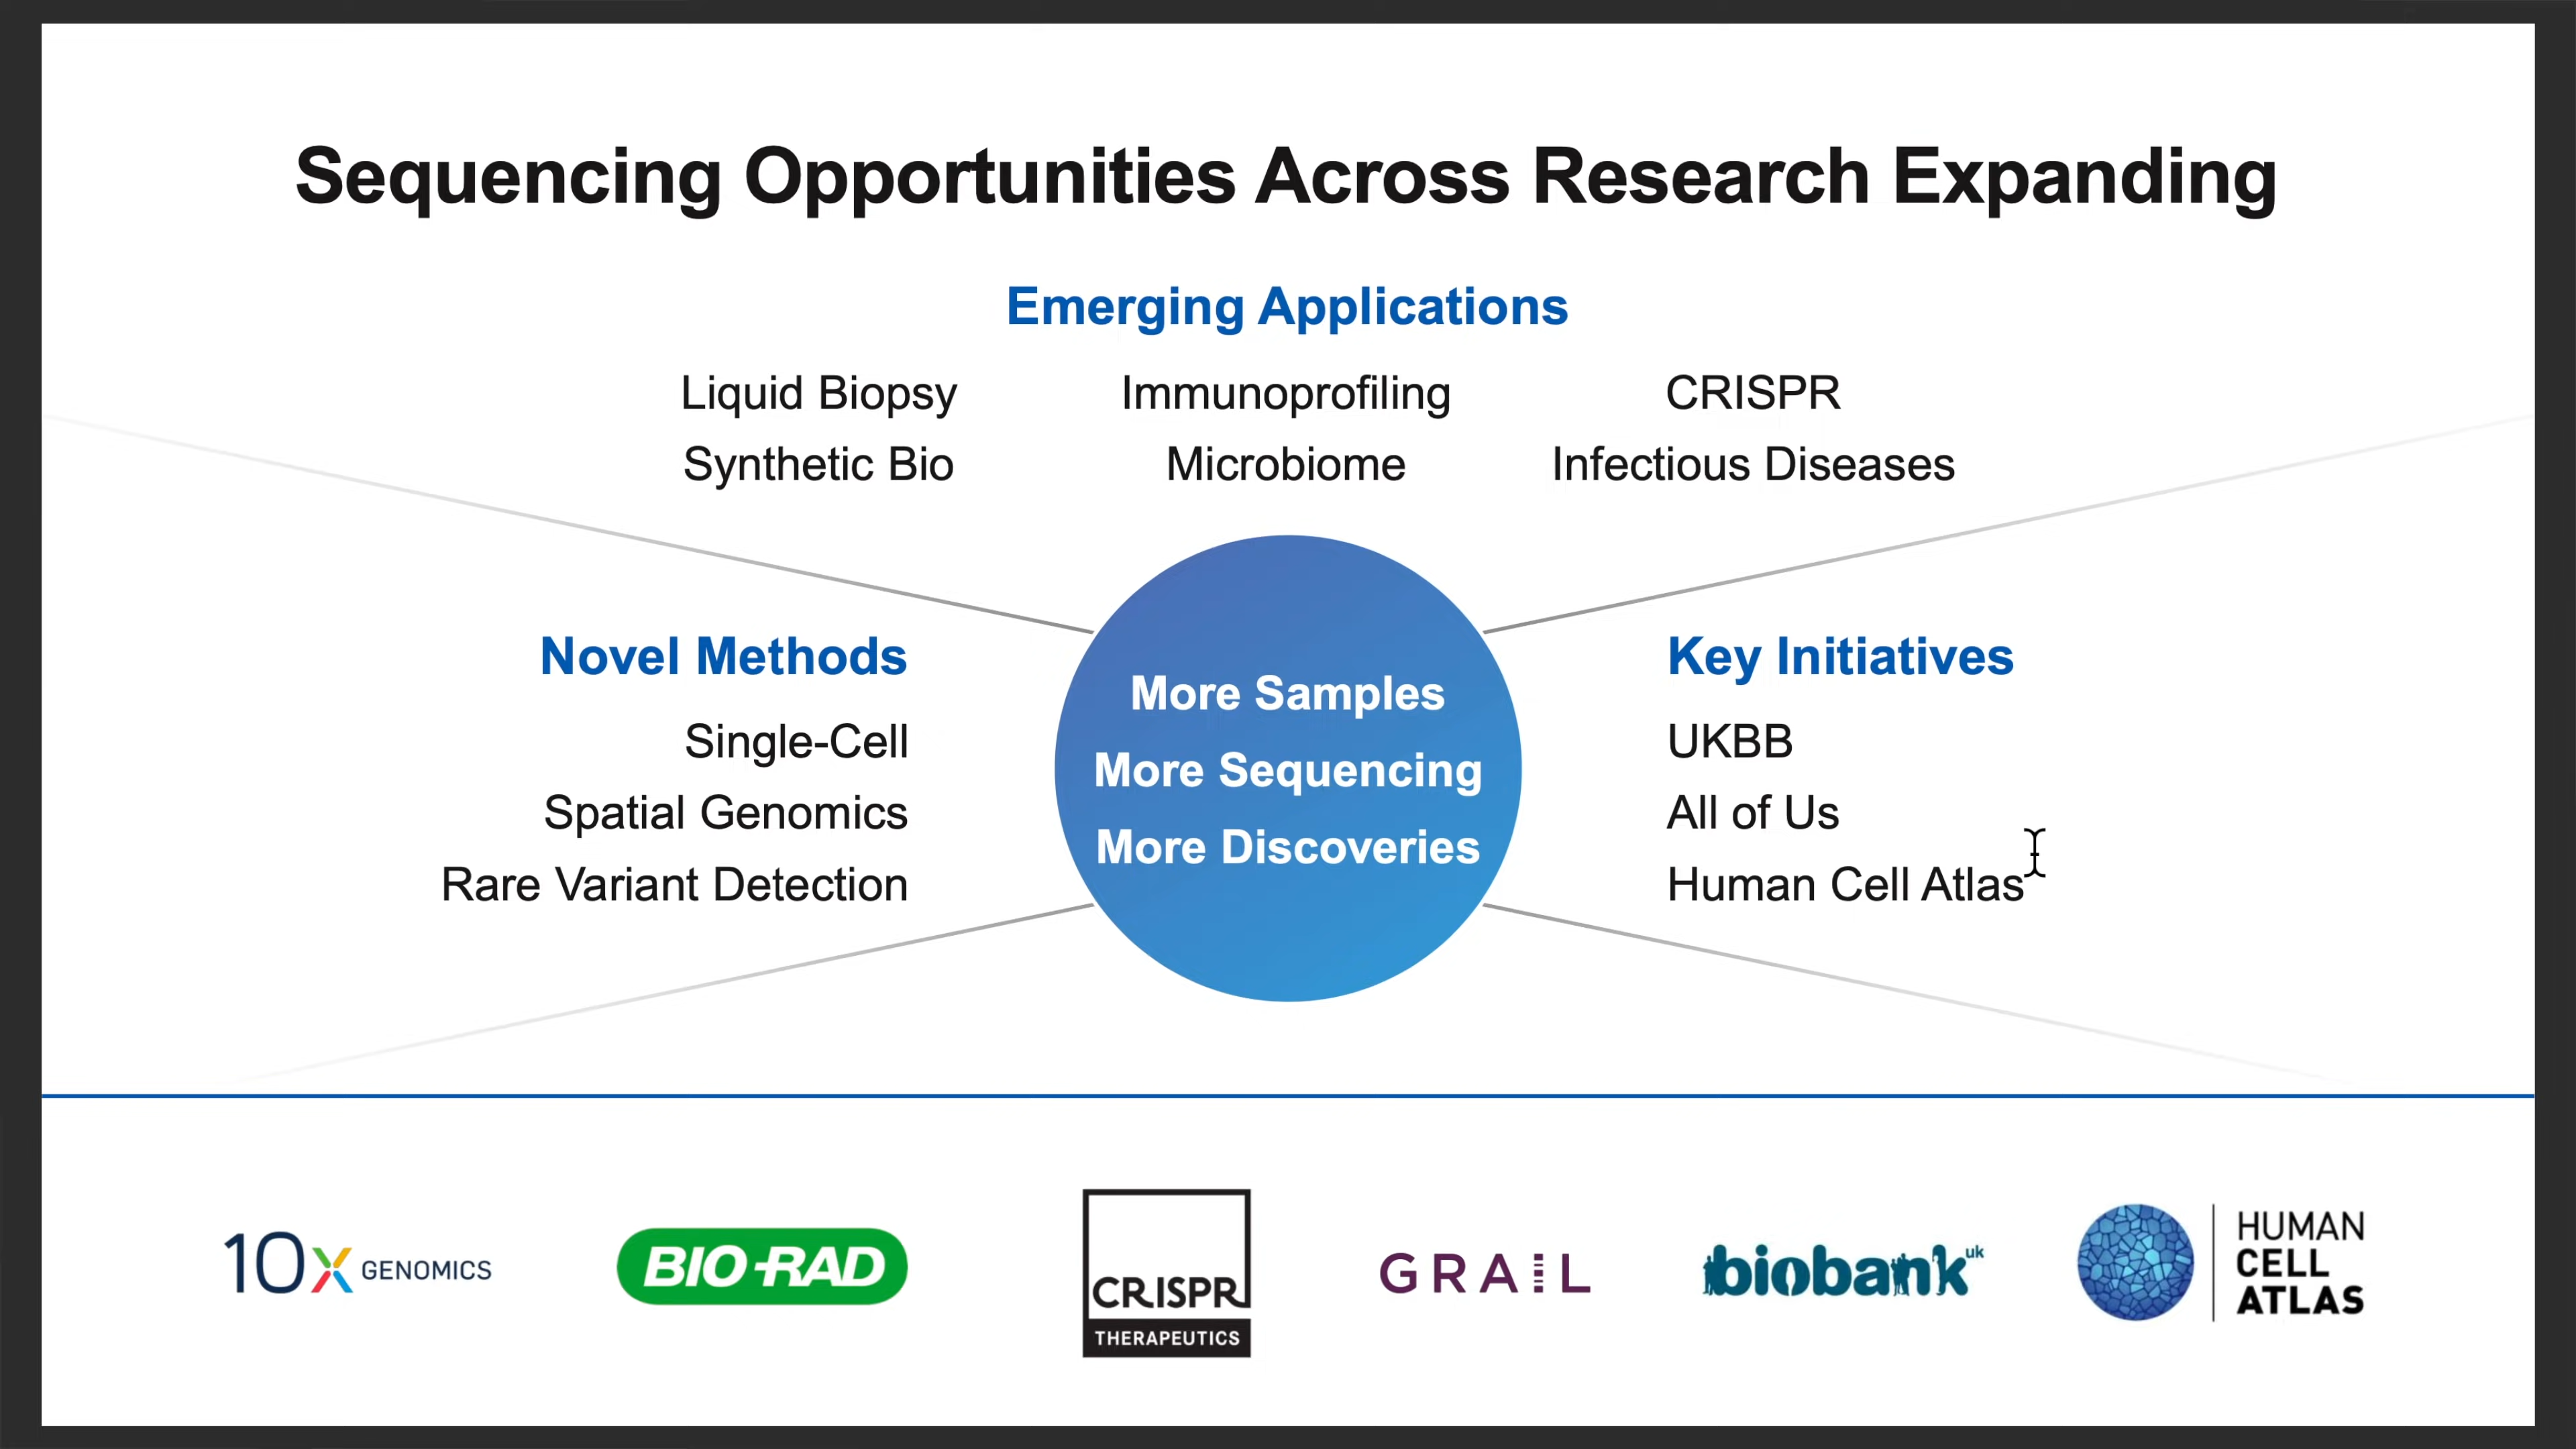 Sequencing Opportunities Across Research Expanding
Emerging Applications
Liquid Biopsy
Immunoprofiling
CRISPR
Synthetic Bio
Microbiome
Infectious Diseases
Novel Methods
Single-Cell
Spatial Genomics
Rare Variant Detection
More Samples
More Sequencing
More Discoveries
Key Initiatives
UKBB
All of Us
Human Cell Atlas
10x GENOMICS
BIO-RAD
CRISPR
THERAPEUTICS
GRAIL
biobank uk
HUMAN
CELL
ATLAS